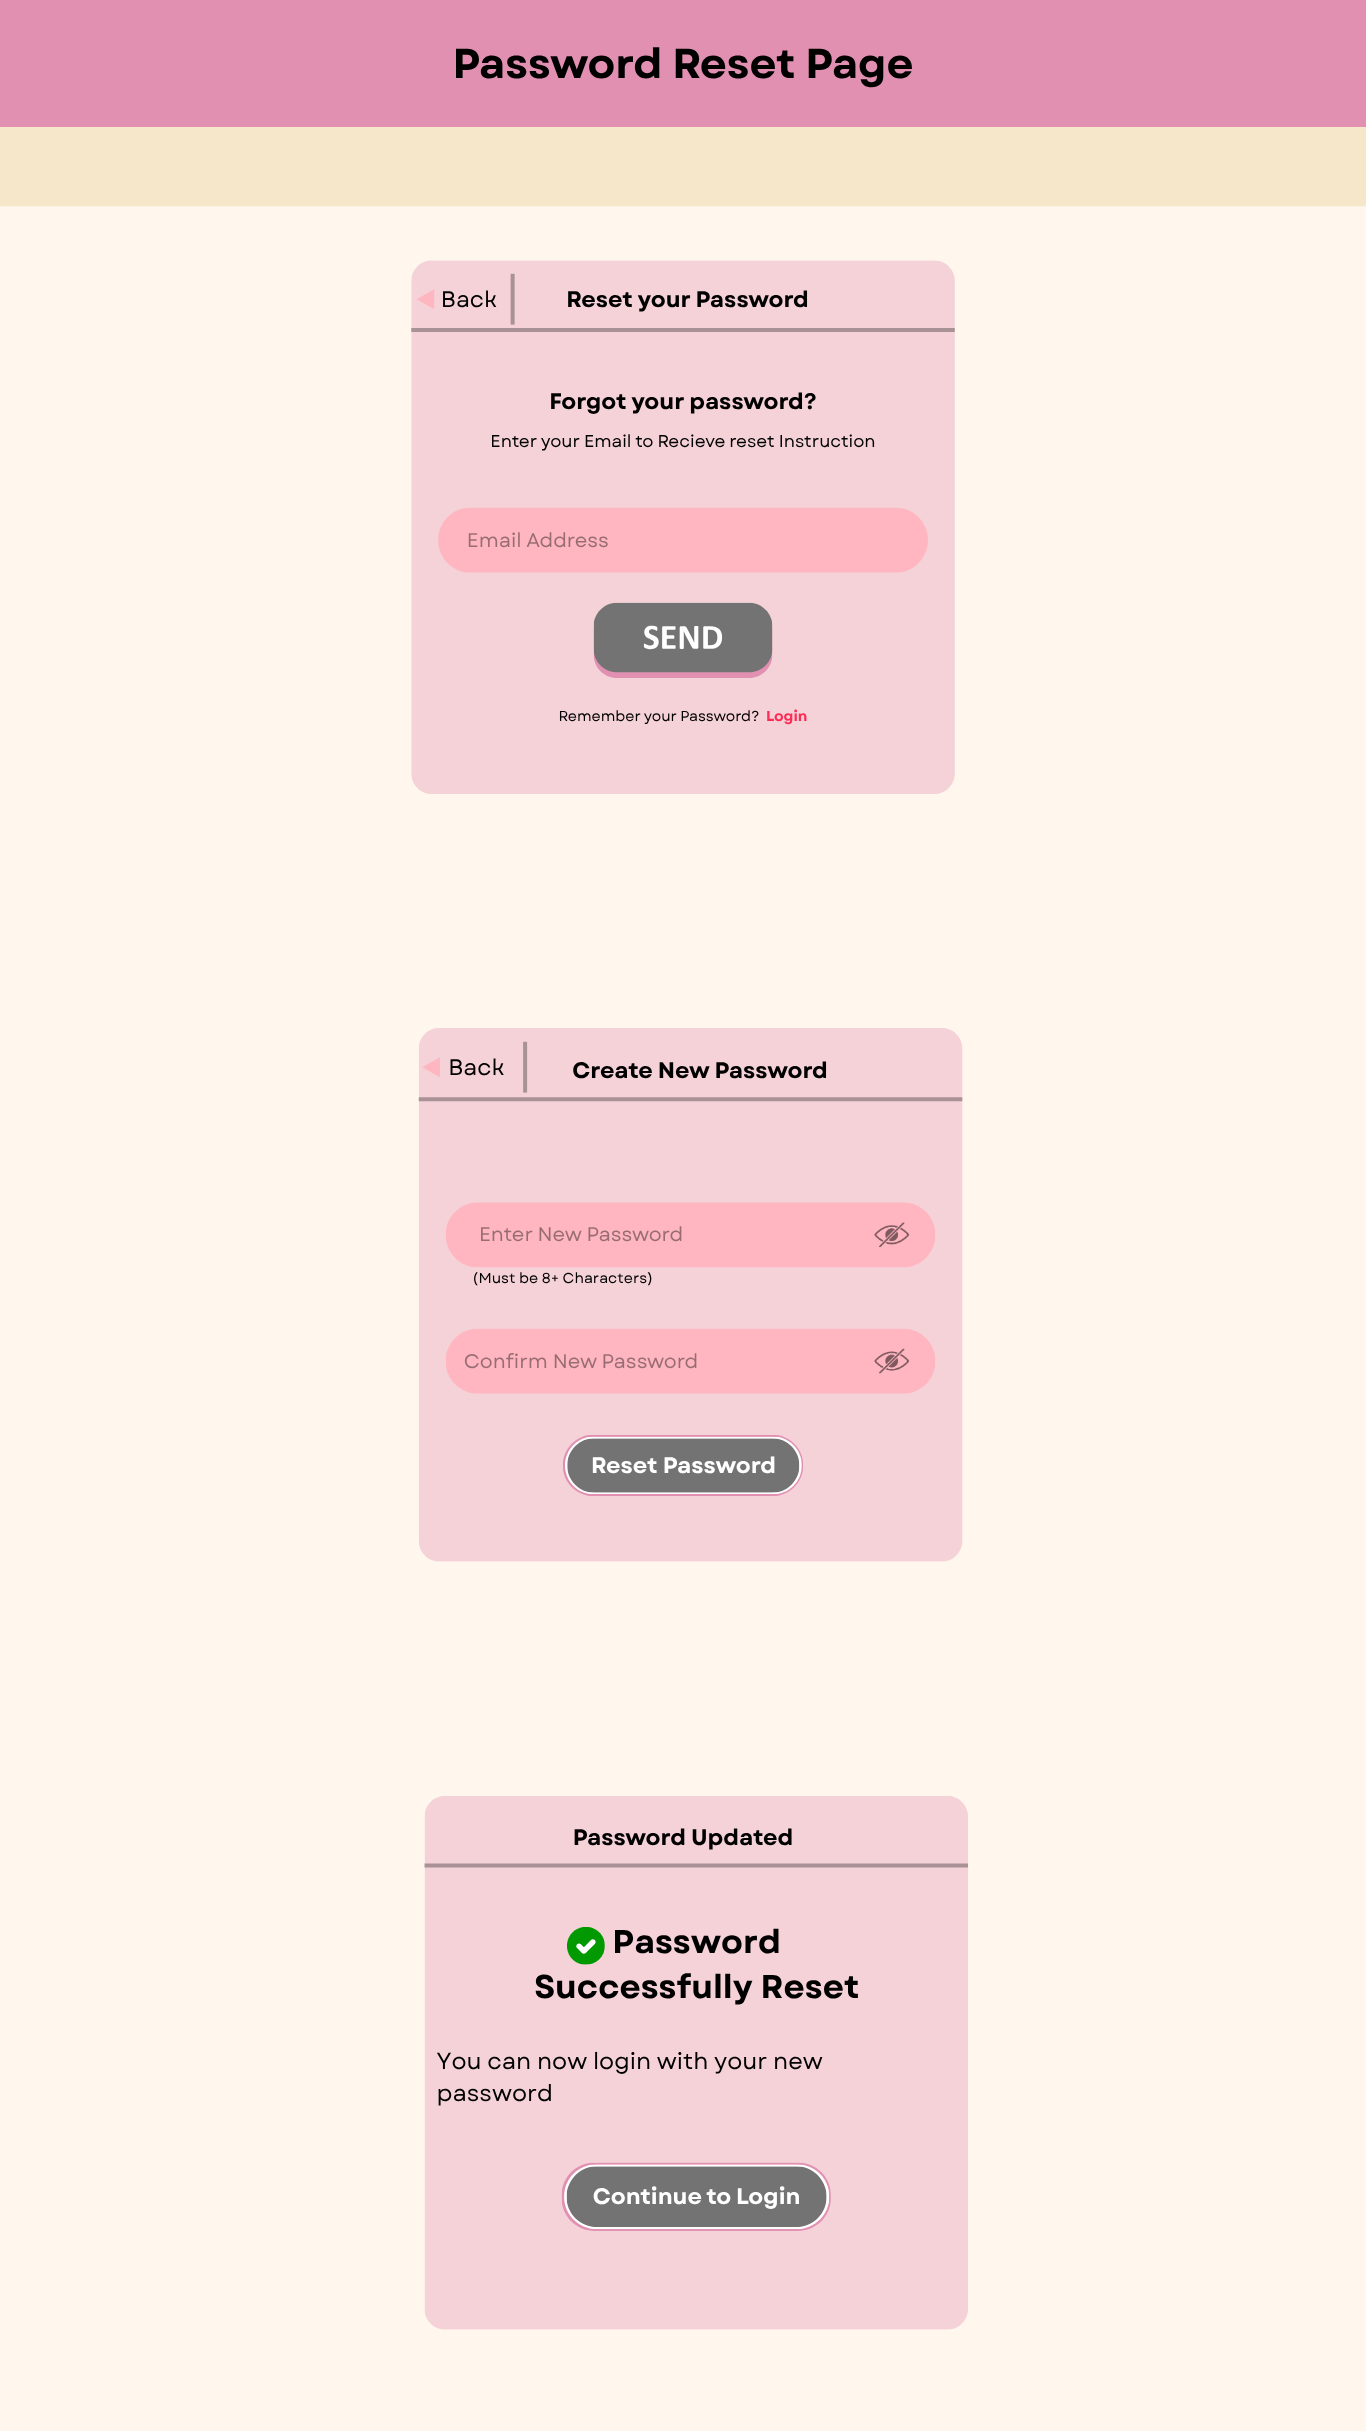 Password Reset Page
Back
Reset your Password
Forgot your password?
Enter your Email to Recieve reset Instruction
Email Address
SEND
Remember your Password? Login
Back
Create New Password
Enter New Password
(Must be 8+ Characters)
Confirm New Password
Reset Password
Password Updated
Password
Successfully Reset
You can now login with your new
password
Continue to Login